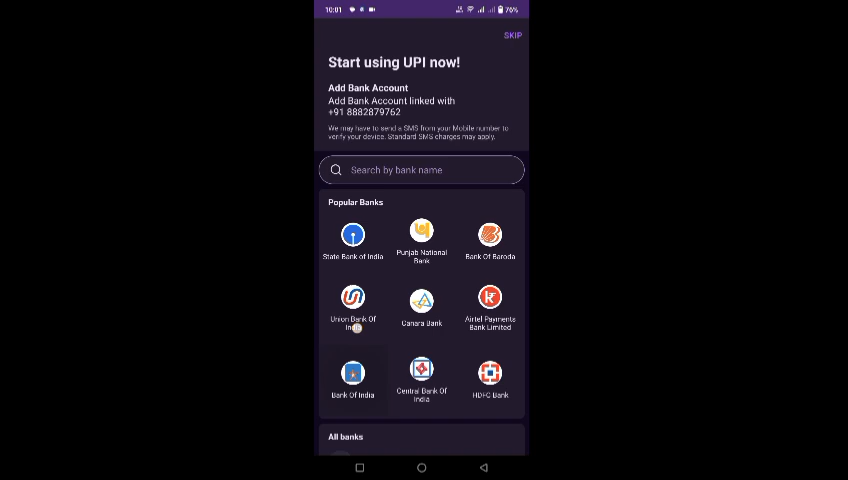 10:01
76%
SKIP
Start using UPI now!
Add Bank Account
Add Bank Account linked with
+91 8882879762
We may have to send a SMS from your Mobile number to
verify your device. Standard SMS charges may apply.
Search by bank name
Popular Banks
State Bank of India
Punjab National
Bank
Bank Of Baroda
Union Bank Of
India
Canara Bank
Airtel Payments
Bank Limited
Bank Of India
Central Bank Of
India
HDFC Bank
All banks